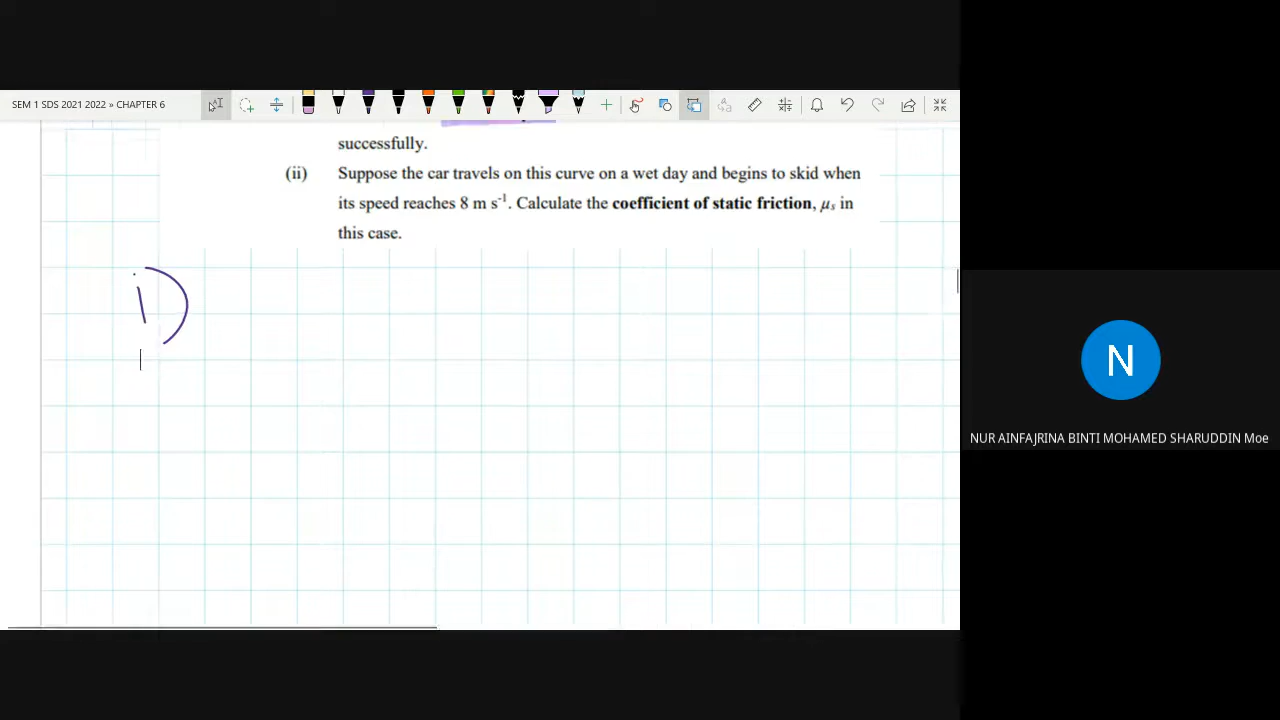 SEM 1 SDS 2021 2022 » CHAPTER 6
successfully.
(ii) Suppose the car travels on this curve on a wet day and begins to skid when
its speed reaches 8 m s⁻¹. Calculate the coefficient of static friction, μₛ in
this case.
i)
N
NUR AINFAJRINA BINTI MOHAMED SHARUDDIN Moe